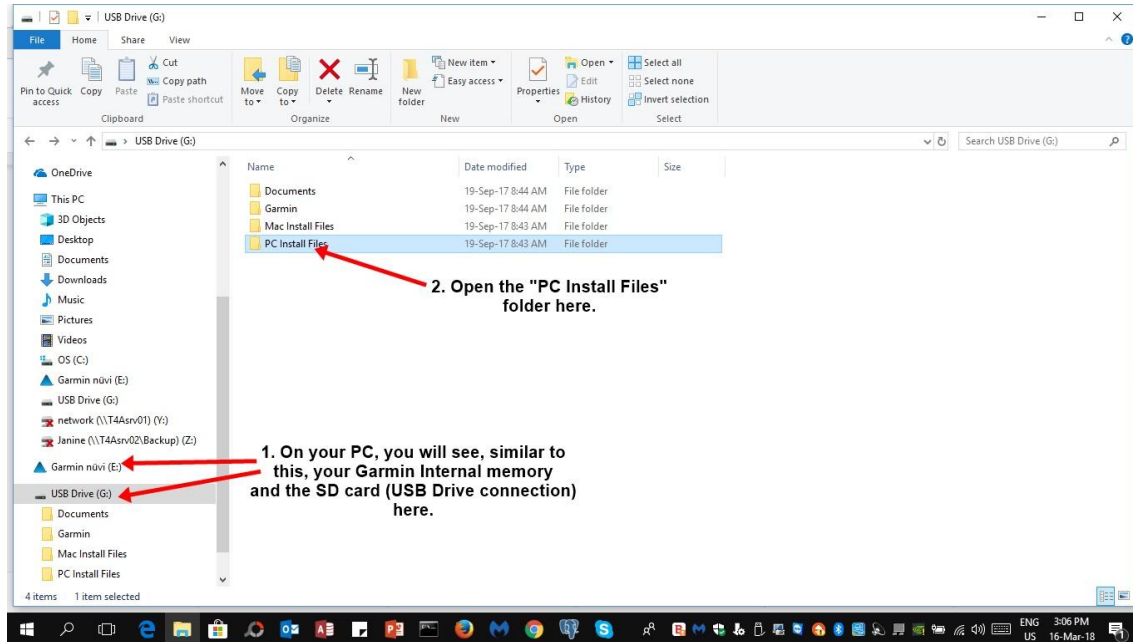 USB Drive (G:)
File Home Share View
Pin to Quick access
Copy
Paste
Cut
Copy path
Paste shortcut
Clipboard
Move to
Copy to
Delete
Rename
Organize
New folder
New item
Easy access
New
Properties
Open
Edit
History
Open
Select all
Select none
Invert selection
Select
USB Drive (G:)
Search USB Drive (G:)
OneDrive
This PC
3D Objects
Desktop
Documents
Downloads
Music
Pictures
Videos
OS (C:)
Garmin nüvi (E:)
USB Drive (G:)
network (\\T4Asrv01) (Y:)
Janine (\\T4Asrv02\Backup) (Z:)
Garmin nüvi (E:)
USB Drive (G:)
Documents
Garmin
Mac Install Files
PC Install Files
Name Date modified Type Size
Documents 19-Sep-17 8:44 AM File folder
Garmin 19-Sep-17 8:44 AM File folder
Mac Install Files 19-Sep-17 8:43 AM File folder
PC Install Files 19-Sep-17 8:43 AM File folder
2. Open the "PC Install Files"
folder here.
1. On your PC, you will see, similar to
this, your Garmin Internal memory
and the SD card (USB Drive connection)
here.
4 items 1 item selected
ENG 3:06 PM
US 16-Mar-18